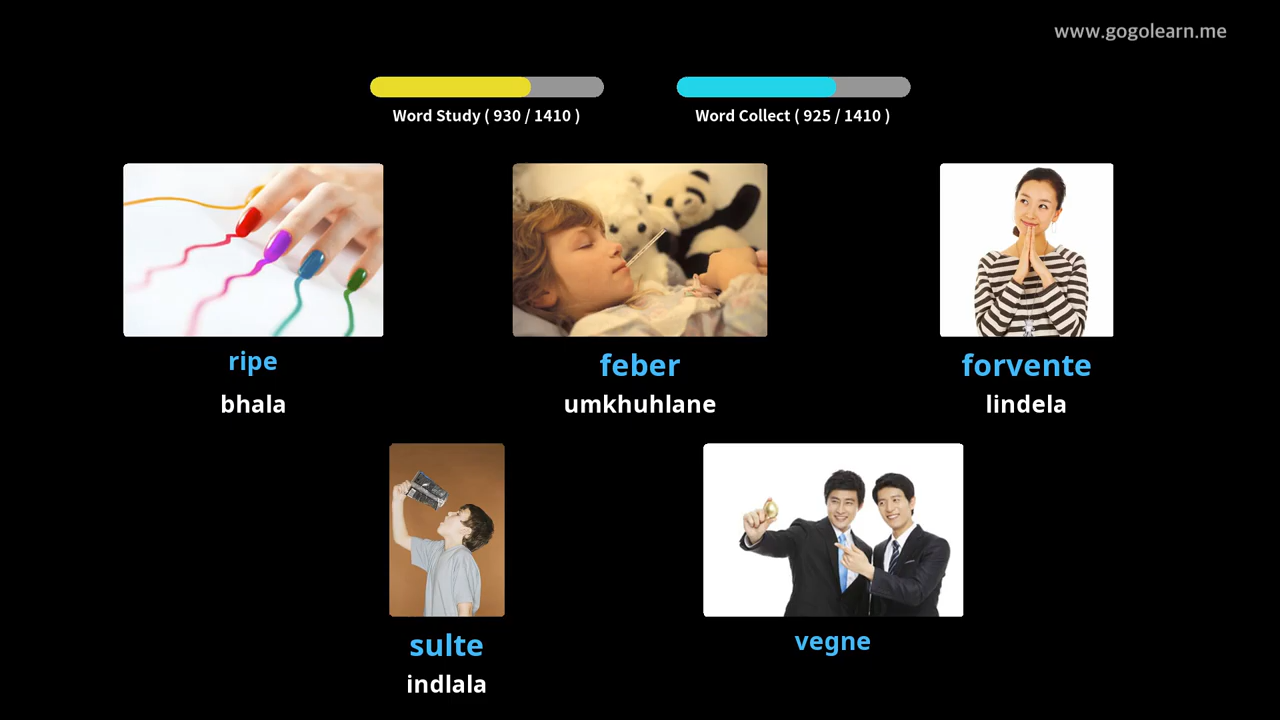 www.gogolearn.me
Word Study ( 930 / 1410 )
Word Collect ( 925 / 1410 )
ripe
bhala
feber
umkhuhlane
forvente
lindela
sulte
indlala
vegne